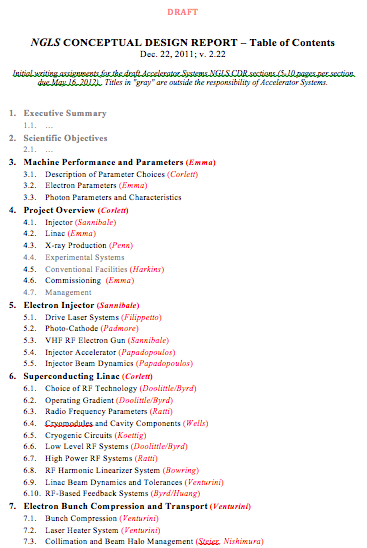 DRAFT
NGLS CONCEPTUAL DESIGN REPORT – Table of Contents
Dec. 22, 2011; v. 2.22
Initial writing assignments for the draft Accelerator Systems NGLS CDR sections (5-10 pages per section,
due May 16, 2012). Titles in "gray" are outside the responsibility of Accelerator Systems.
1. Executive Summary
1.1. ...
2. Scientific Objectives
2.1. ...
3. Machine Performance and Parameters (Emma)
3.1. Description of Parameter Choices (Corlett)
3.2. Electron Parameters (Emma)
3.3. Photon Parameters and Characteristics
4. Project Overview (Corlett)
4.1. Injector (Sannibale)
4.2. Linac (Emma)
4.3. X-ray Production (Penn)
4.4. Experimental Systems
4.5. Conventional Facilities (Harkins)
4.6. Commissioning (Emma)
4.7. Management
5. Electron Injector (Sannibale)
5.1. Drive Laser Systems (Filippetto)
5.2. Photo-Cathode (Padmore)
5.3. VHF RF Electron Gun (Sannibale)
5.4. Injector Accelerator (Papadopoulos)
5.5. Injector Beam Dynamics (Papadopoulos)
6. Superconducting Linac (Corlett)
6.1. Choice of RF Technology (Doolittle/Byrd)
6.2. Operating Gradient (Doolittle/Byrd)
6.3. Radio Frequency Parameters (Ratti)
6.4. Cryomodules and Cavity Components (Wells)
6.5. Cryogenic Circuits (Koettig)
6.6. Low Level RF Systems (Doolittle/Byrd)
6.7. High Power RF Systems (Ratti)
6.8. RF Harmonic Linearizer System (Bowring)
6.9. Linac Beam Dynamics and Tolerances (Venturini)
6.10. RF-Based Feedback Systems (Byrd/Huang)
7. Electron Bunch Compression and Transport (Venturini)
7.1. Bunch Compression (Venturini)
7.2. Laser Heater System (Venturini)
7.3. Collimation and Beam Halo Management (Steier, Nishimura)